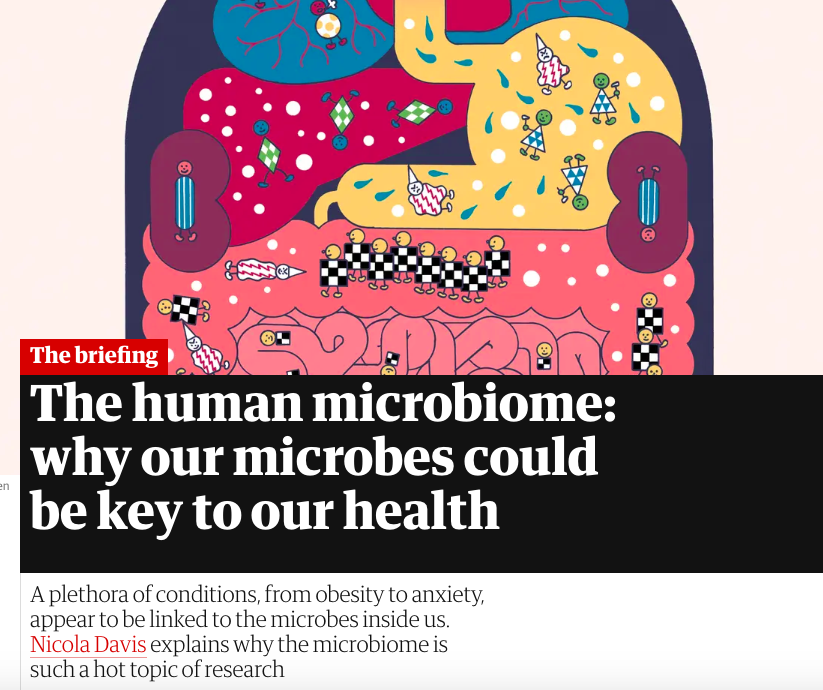 The briefing
The human microbiome:
why our microbes could
be key to our health
en
A plethora of conditions, from obesity to anxiety,
appear to be linked to the microbes inside us.
Nicola Davis explains why the microbiome is
such a hot topic of research